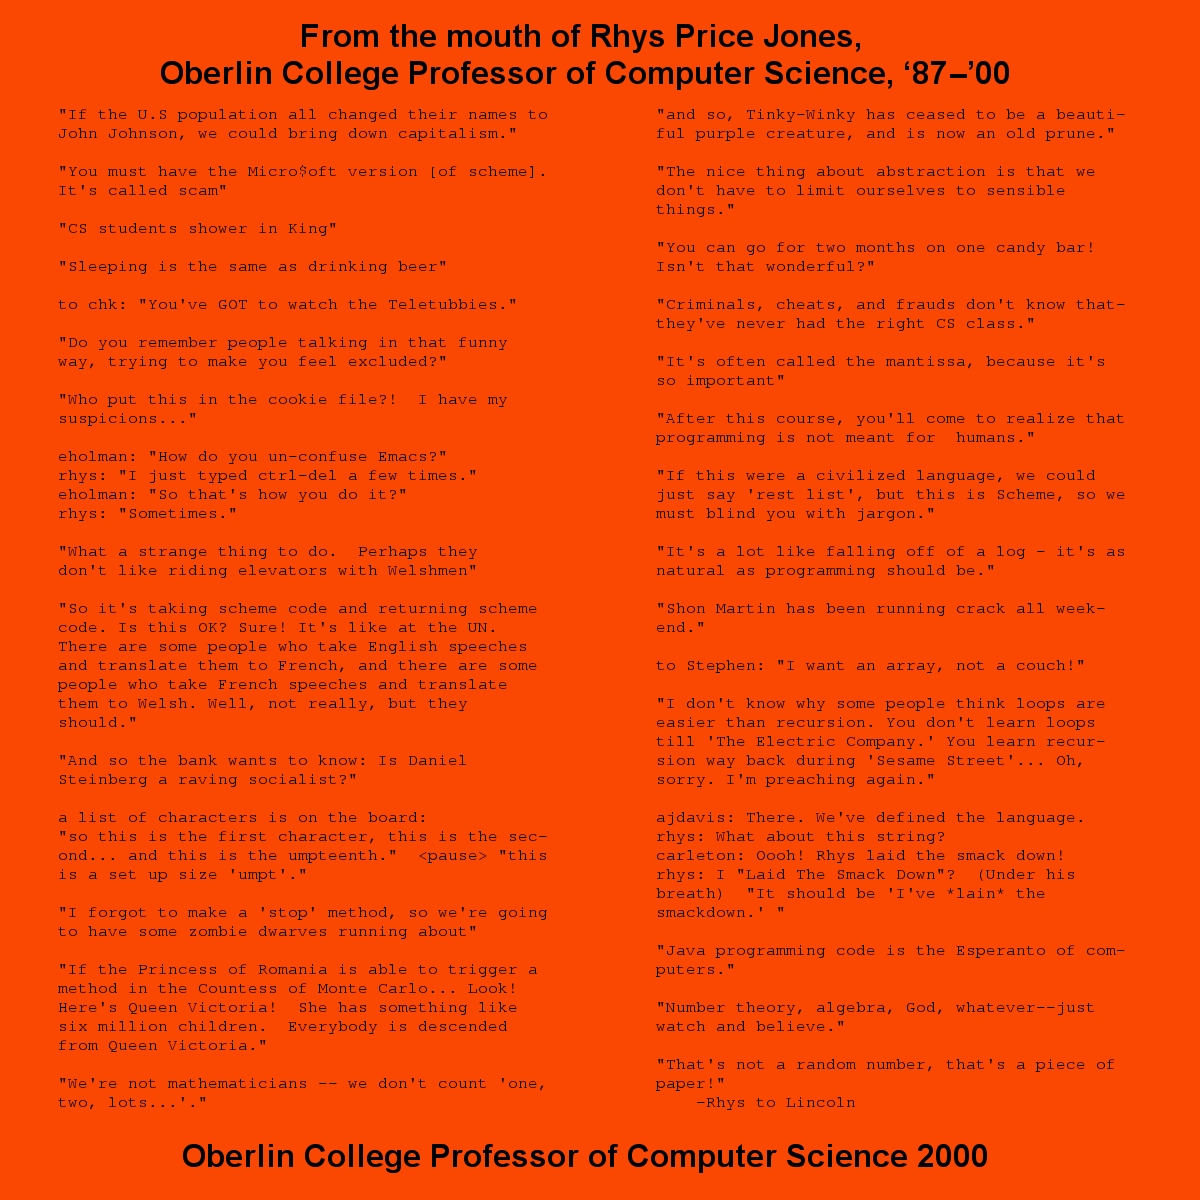 From the mouth of Rhys Price Jones,
Oberlin College Professor of Computer Science, ‘87–’00
"If the U.S population all changed their names to
John Johnson, we could bring down capitalism."
"You must have the Micro$oft version [of scheme].
It's called scam"
"CS students shower in King"
"Sleeping is the same as drinking beer"
to chk: "You've GOT to watch the Teletubbies."
"Do you remember people talking in that funny
way, trying to make you feel excluded?"
"Who put this in the cookie file?!  I have my
suspicions..."
eholman: "How do you un-confuse Emacs?"
rhys: "I just typed ctrl-del a few times."
eholman: "So that's how you do it?"
rhys: "Sometimes."
"What a strange thing to do.  Perhaps they
don't like riding elevators with Welshmen"
"So it's taking scheme code and returning scheme
code. Is this OK? Sure! It's like at the UN.
There are some people who take English speeches
and translate them to French, and there are some
people who take French speeches and translate
them to Welsh. Well, not really, but they
should."
"And so the bank wants to know: Is Daniel
Steinberg a raving socialist?"
a list of characters is on the board:
"so this is the first character, this is the sec-
ond... and this is the umpteenth."  <pause> "this
is a set up size 'umpt'."
"I forgot to make a 'stop' method, so we're going
to have some zombie dwarves running about"
"If the Princess of Romania is able to trigger a
method in the Countess of Monte Carlo... Look!
Here's Queen Victoria!  She has something like
six million children.  Everybody is descended
from Queen Victoria."
"We're not mathematicians -- we don't count 'one,
two, lots...'."
"and so, Tinky-Winky has ceased to be a beauti-
ful purple creature, and is now an old prune."
"The nice thing about abstraction is that we
don't have to limit ourselves to sensible
things."
"You can go for two months on one candy bar!
Isn't that wonderful?"
"Criminals, cheats, and frauds don't know that-
they've never had the right CS class."
"It's often called the mantissa, because it's
so important"
"After this course, you'll come to realize that
programming is not meant for  humans."
"If this were a civilized language, we could
just say 'rest list', but this is Scheme, so we
must blind you with jargon."
"It's a lot like falling off of a log - it's as
natural as programming should be."
"Shon Martin has been running crack all week-
end."
to Stephen: "I want an array, not a couch!"
"I don't know why some people think loops are
easier than recursion. You don't learn loops
till 'The Electric Company.' You learn recur-
sion way back during 'Sesame Street'... Oh,
sorry. I'm preaching again."
ajdavis: There. We've defined the language.
rhys: What about this string?
carleton: Oooh! Rhys laid the smack down!
rhys: I "Laid The Smack Down"?  (Under his
breath)  "It should be 'I've *lain* the
smackdown.' "
"Java programming code is the Esperanto of com-
puters."
"Number theory, algebra, God, whatever--just
watch and believe."
"That's not a random number, that's a piece of
paper!"
-Rhys to Lincoln
Oberlin College Professor of Computer Science 2000